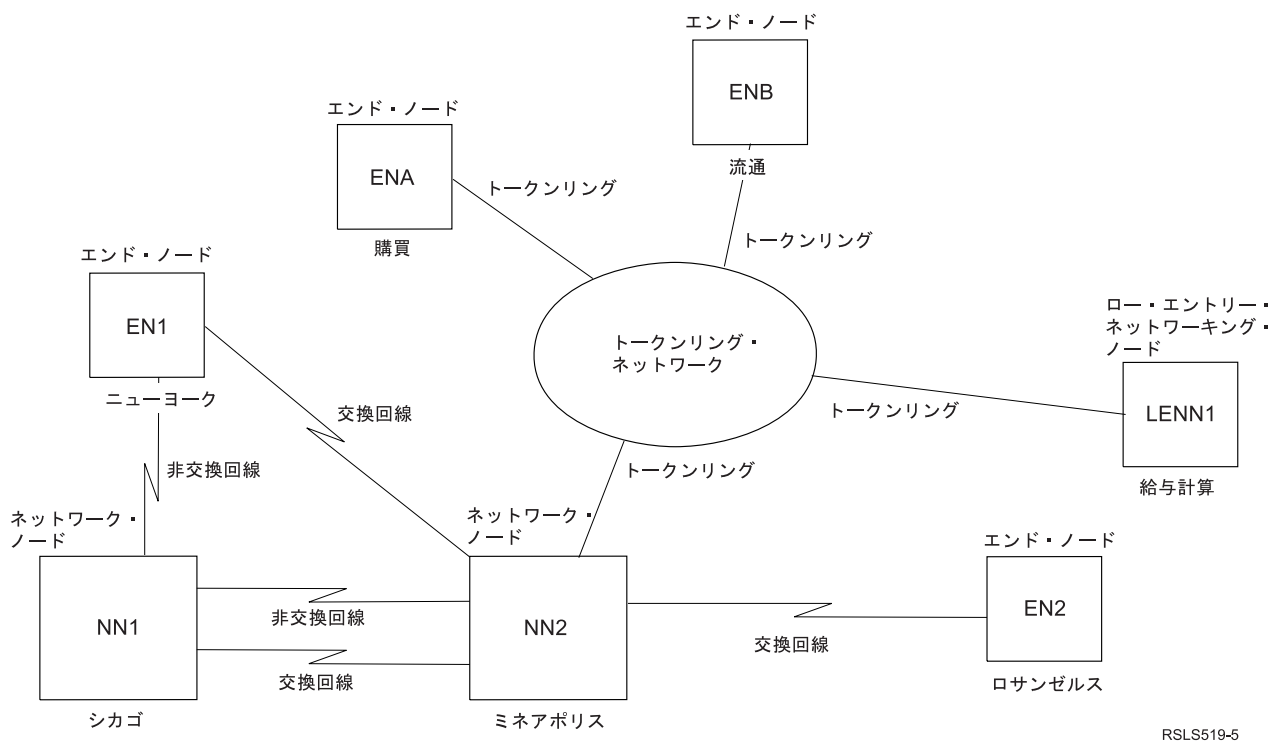 エンド・ノード
ENB
流通
トークンリング
エンド・ノード
ENA
購買
トークンリング
エンド・ノード
EN1
ニューヨーク
非交換回線
交換回線
トークンリング・
ネットワーク
トークンリング
ロー・エントリー・
ネットワーキング・
ノード
LENN1
給与計算
トークンリング
ネットワーク・
ノード
NN1
シカゴ
非交換回線
交換回線
ネットワーク・
ノード
NN2
ミネアポリス
交換回線
エンド・ノード
EN2
ロサンゼルス
RSLS519-5